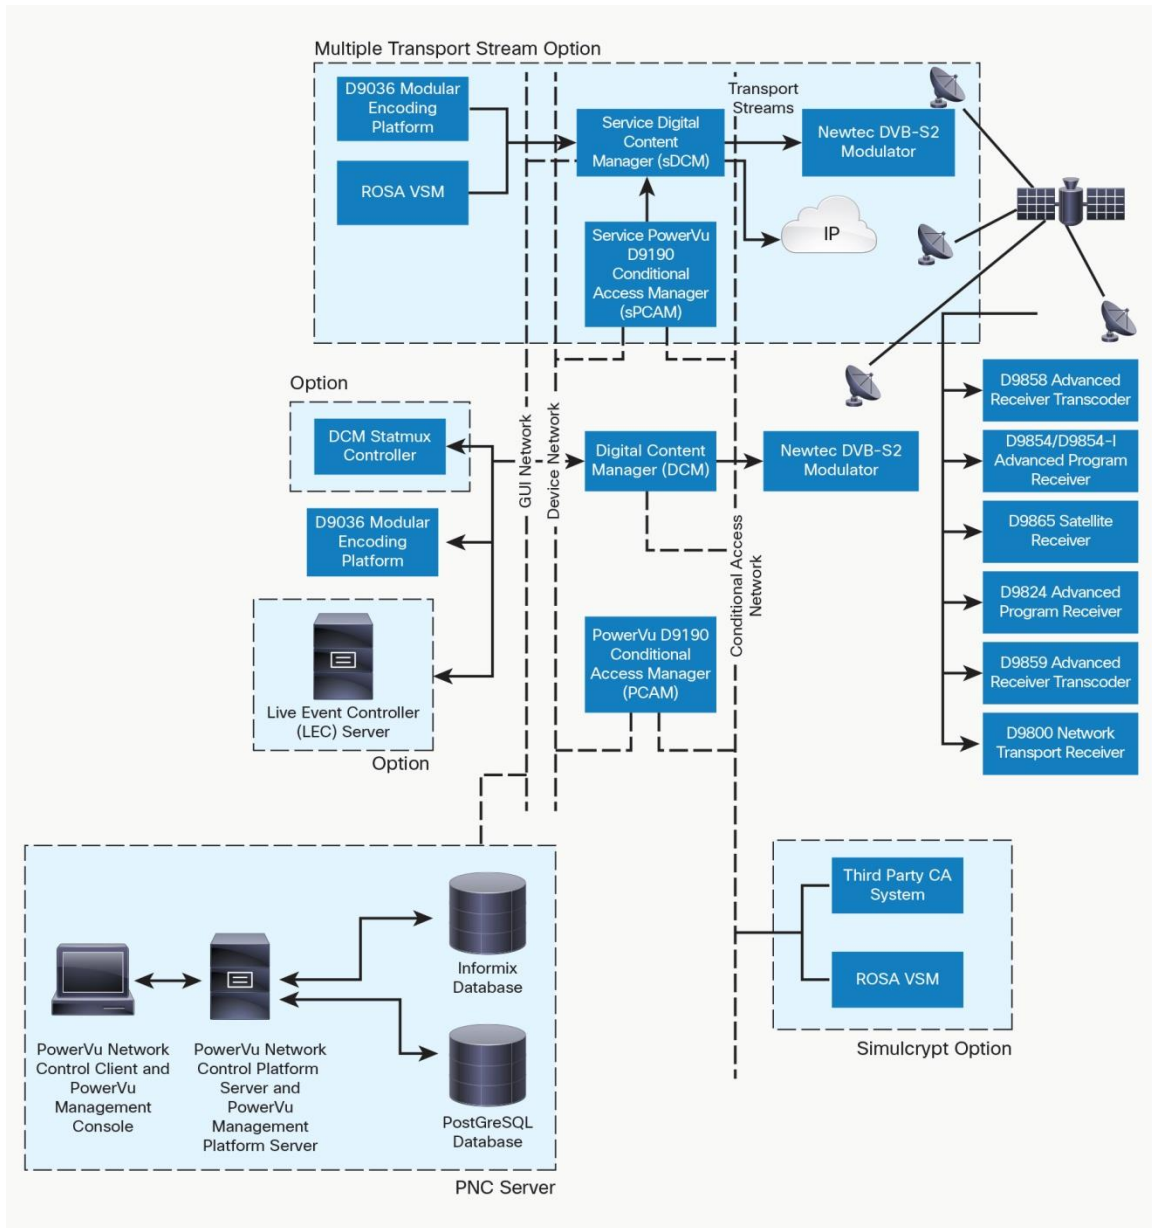 Multiple Transport Stream Option
D9036 Modular
Encoding
Platform
ROSA VSM
Service Digital
Content
Manager (sDCM)
Transport
Streams
Newtec DVB-S2
Modulator
IP
Service PowerVu
D9190
Conditional
Access Manager
(sPCAM)
Option
DCM Statmux
Controller
D9036 Modular
Encoding
Platform
Live Event Controller
(LEC) Server
Option
GUI Network
Device Network
Digital Content
Manager (DCM)
Newtec DVB-S2
Modulator
Conditional Access
Network
PowerVu D9190
Conditional
Access Manager
(PCAM)
D9858 Advanced
Receiver Transcoder
D9854/D9854-I
Advanced Program
Receiver
D9865 Satellite
Receiver
D9824 Advanced
Program Receiver
D9859 Advanced
Receiver Transcoder
D9800 Network
Transport Receiver
Informix
Database
PowerVu Network
Control Client and
PowerVu
Management
Console
PowerVu Network
Control Platform
Server and
PowerVu
Management
Platform Server
PostGreSQL
Database
PNC Server
Third Party CA
System
ROSA VSM
Simulcrypt Option